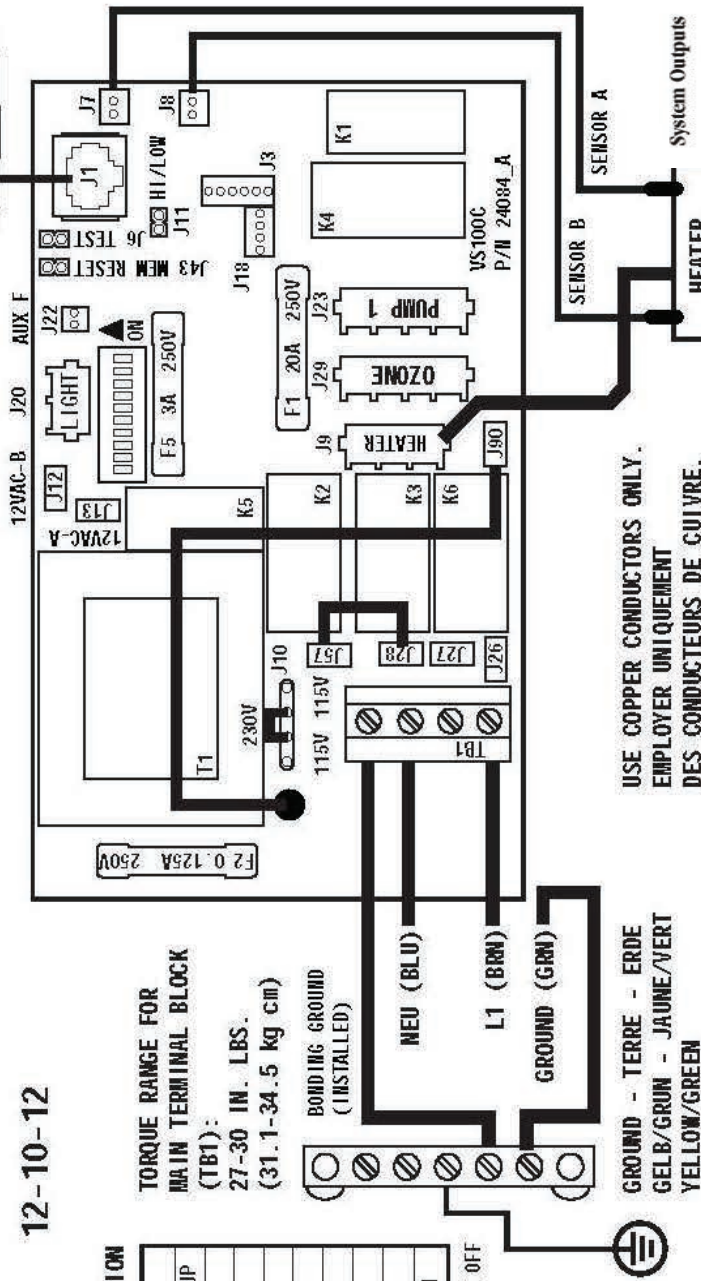 12-10-12
ION
JP
OFF
TORQUE RANGE FOR
MAIN TERMINAL BLOCK
(TB1):
27-30 IN. LBS.
(31.1-34.5 kg cm)
BONDING GROUND
(INSTALLED)
NEU (BLU)
L1 (BRN)
GROUND (GRN)
GROUND - TERRE - ERDE
GELB/GRUN - JAUNE/VERT
YELLOW/GREEN
F2 0.125A 250V
T1
230V
115V 115V
J10
TB1
J57
J28
J27
J26
K5
K2
K3
K6
12VAC-A
12VAC-B
J13
J12
J20
LIGHT
AUX F
J22
ON
F5 3A 250V
J43 MEM RESET
J6 TEST
J11
HI/LOW
J1
J7
J8
J18
J3
F1 20A 250V
J9
HEATER
J29
OZONE
J23
PUMP 1
J90
K4
K1
VS100C
P/N 24084_A
SENSOR B
SENSOR A
System Outputs
HEATER
USE COPPER CONDUCTORS ONLY.
EMPLOYER UNIQUEMENT
DES CONDUCTEURS DE CUIVRE.